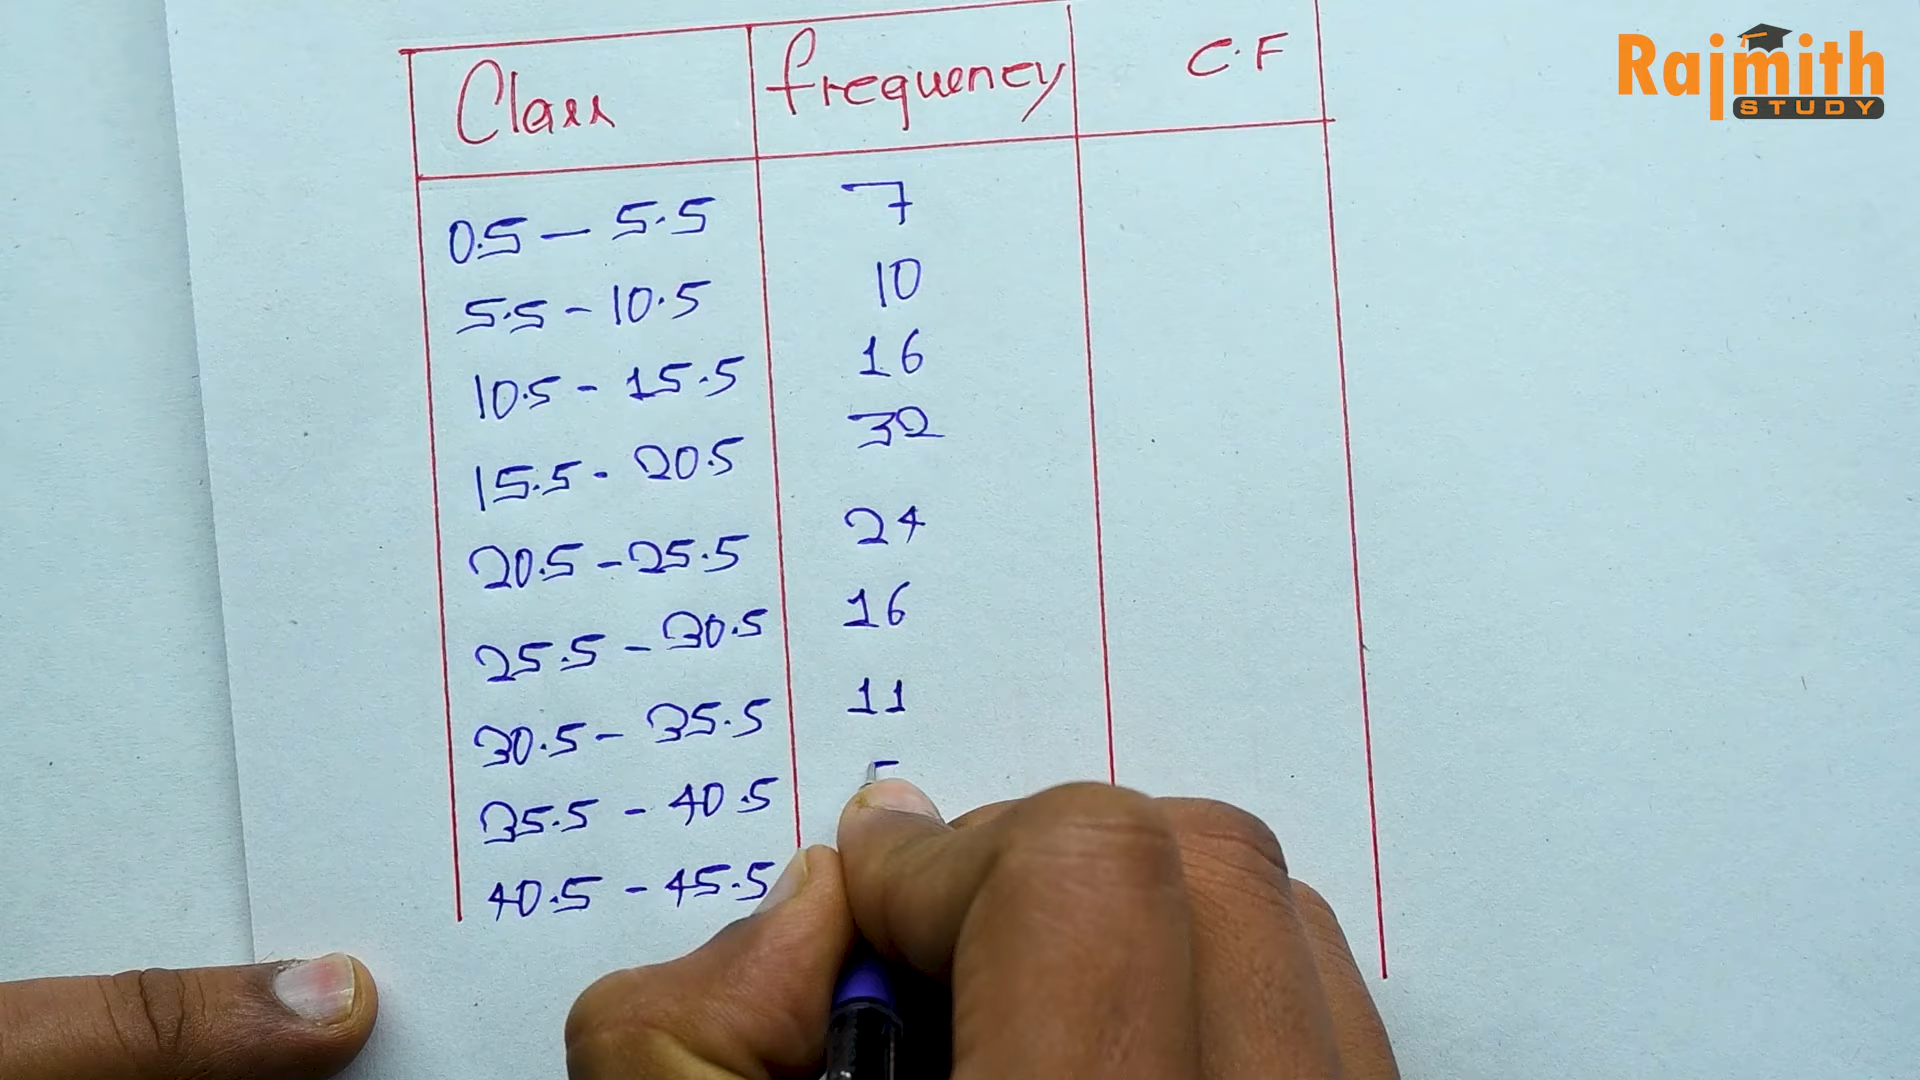 Class frequency C.F
0.5 – 5.5 7
5.5 – 10.5 10
10.5 – 15.5 16
15.5 - 20.5 32
20.5 – 25.5 24
25.5 – 30.5 16
30.5 – 35.5 11
35.5 – 40.5
40.5 – 45.5
Rajmith
STUDY